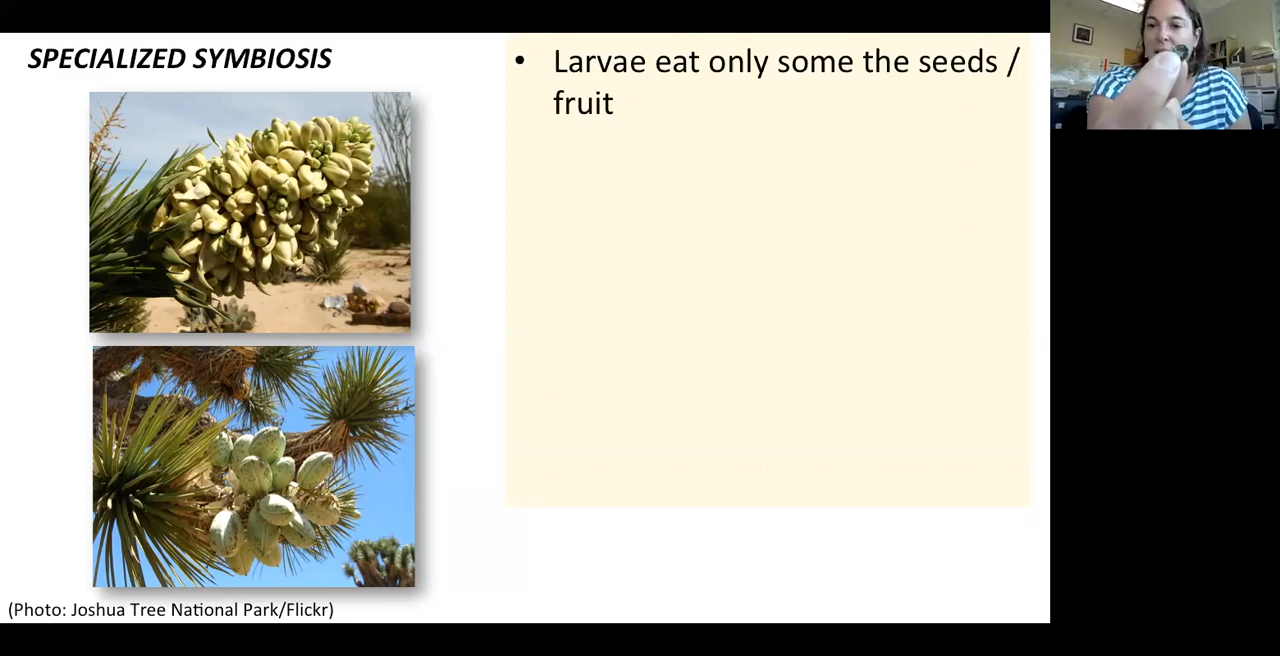 SPECIALIZED SYMBIOSIS
• Larvae eat only some the seeds /
fruit
(Photo: Joshua Tree National Park/Flickr)